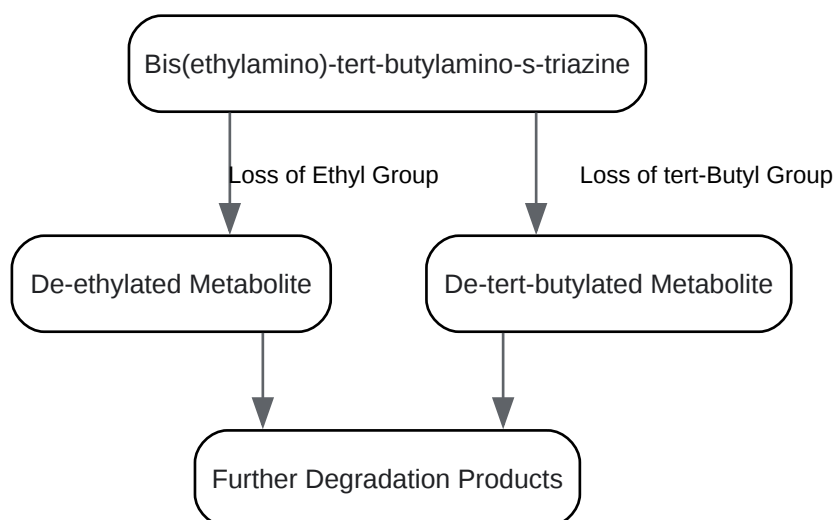 Bis(ethylamino)-tert-butylamino-s-triazine
Loss of Ethyl Group
Loss of tert-Butyl Group
De-ethylated Metabolite
De-tert-butylated Metabolite
Further Degradation Products